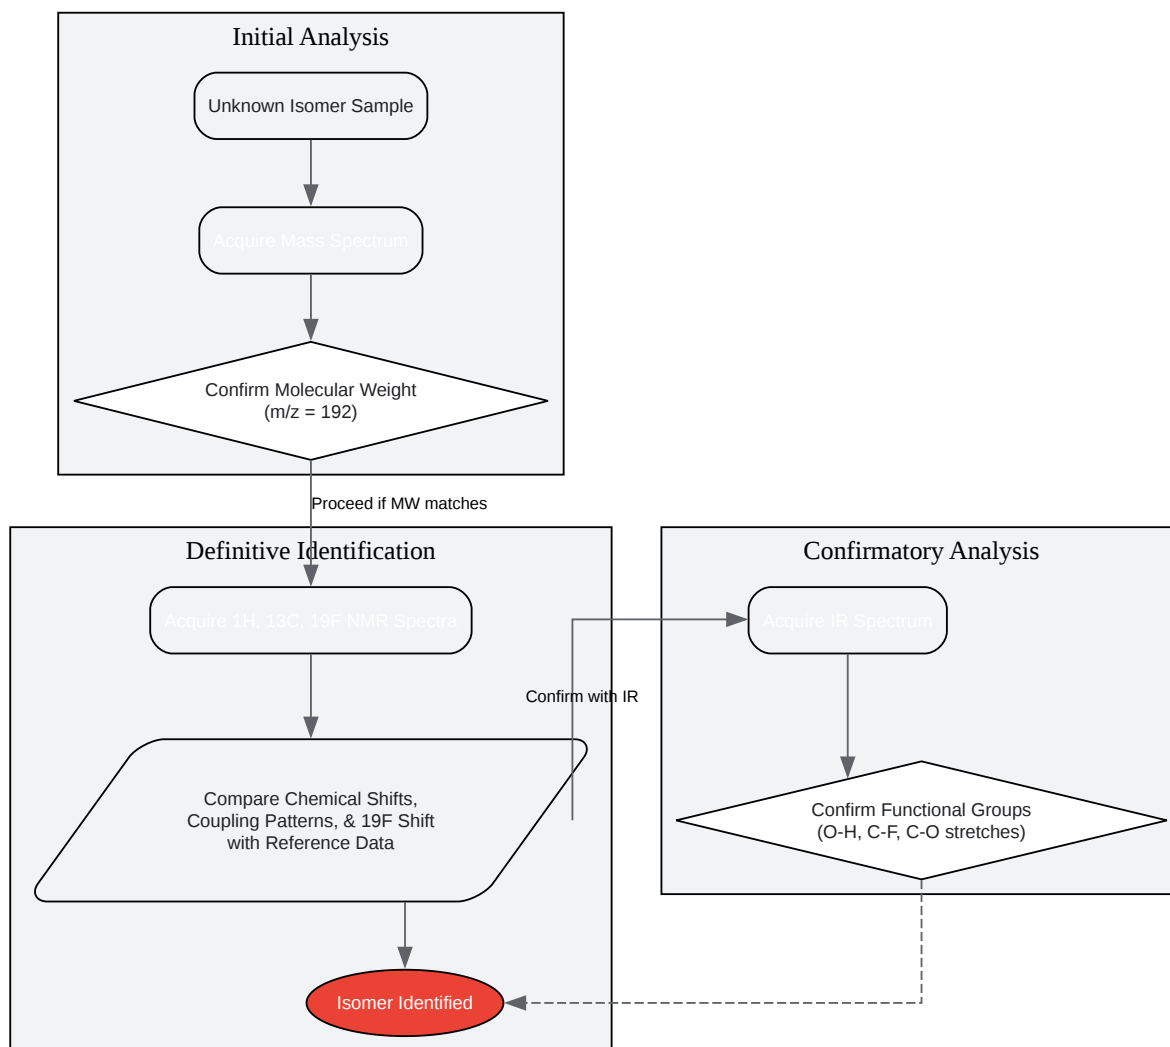 Initial Analysis
Unknown Isomer Sample
Acquire Mass Spectrum
Confirm Molecular Weight
(m/z = 192)
Proceed if MW matches
Definitive Identification
Acquire 1H, 13C, 19F NMR Spectra
Compare Chemical Shifts,
Coupling Patterns, & 19F Shift
with Reference Data
Isomer Identified
Confirm with IR
Confirmatory Analysis
Acquire IR Spectrum
Confirm Functional Groups
(O-H, C-F, C-O stretches)